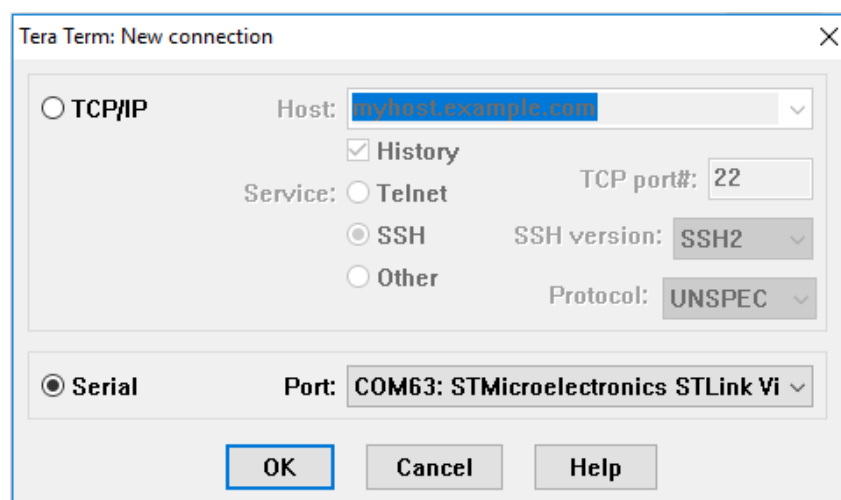 Tera Term: New connection
TCP/IP Host: myhost.example.com
History
Service: Telnet TCP port#: 22
SSH SSH version: SSH2
Other Protocol: UNSPEC
Serial Port: COM63: STMicroelectronics STLink Vi
OK Cancel Help